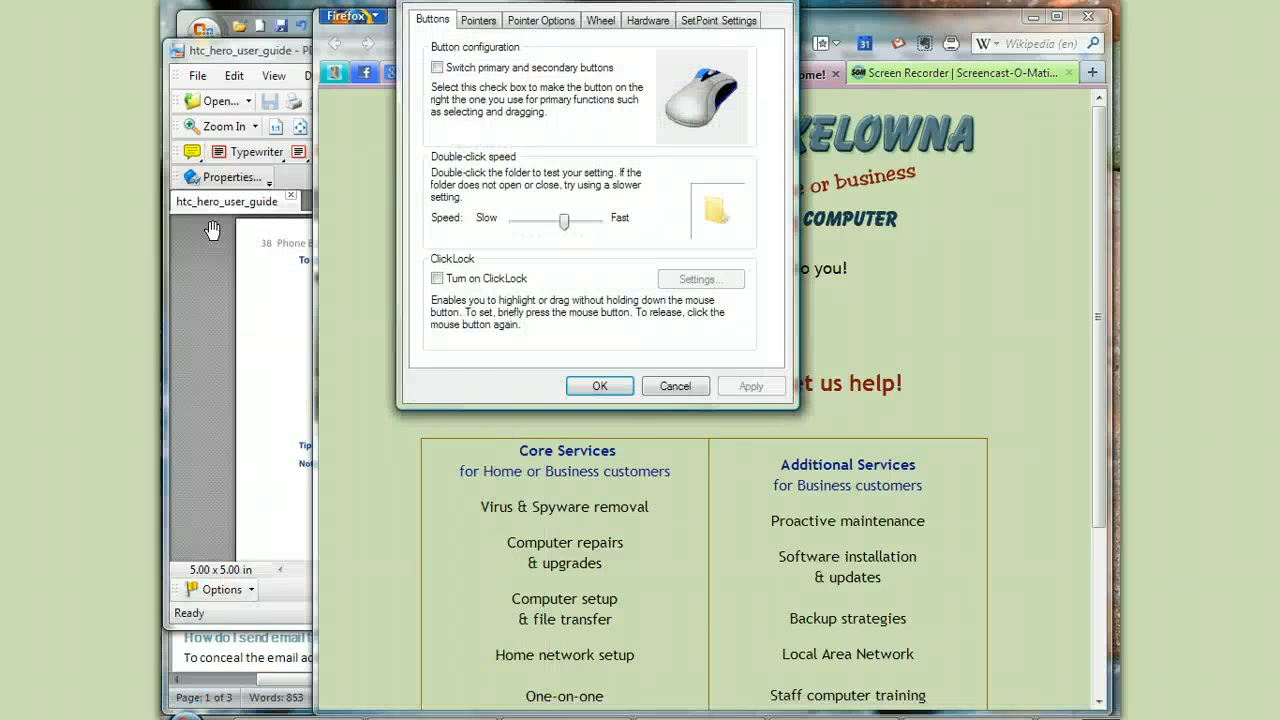 Firefox
htc_hero_user_guide - PD
File Edit View
Open...
Zoom In
Typewriter
Properties...
htc_hero_user_guide
38 Phone
To
Tip
Not
5.00 x 5.00 in
Options
Ready
How do I send email
To conceal the email ad
Page: 1 of 3 Words: 853
Buttons Pointers Pointer Options Wheel Hardware SetPoint Settings
Button configuration
Switch primary and secondary buttons
Select this check box to make the button on the
right the one you use for primary functions such
as selecting and dragging.
Double-click speed
Double-click the folder to test your setting. If the
folder does not open or close, try using a slower
setting.
Speed: Slow Fast
ClickLock
Turn on ClickLock Settings...
Enables you to highlight or drag without holding down the mouse
button. To set, briefly press the mouse button. To release, click the
mouse button again.
OK Cancel Apply
31
W Wikipedia (en)
ome!
SOM Screen Recorder | Screencast-O-Mati...
KELOWNA
e or business
COMPUTER
o you!
et us help!
Core Services
for Home or Business customers
Virus & Spyware removal
Computer repairs
& upgrades
Computer setup
& file transfer
Home network setup
One-on-one
Additional Services
for Business customers
Proactive maintenance
Software installation
& updates
Backup strategies
Local Area Network
Staff computer training